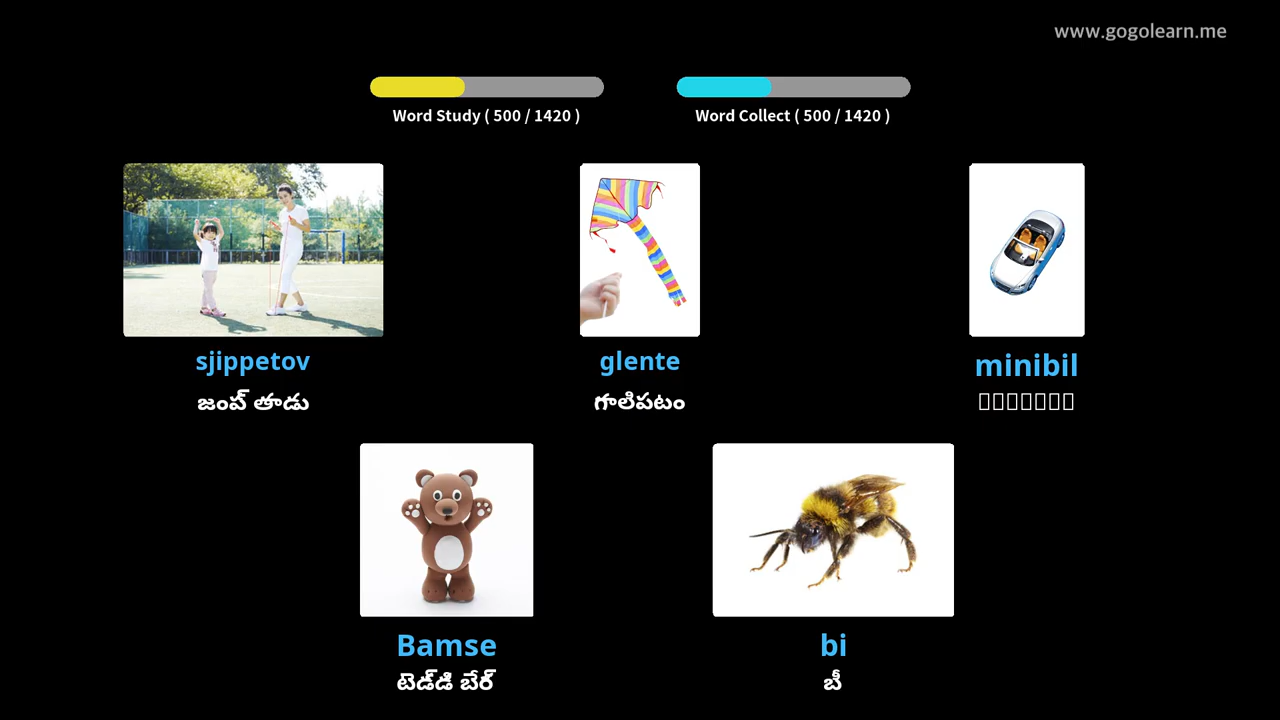 www.gogolearn.me
Word Study ( 500 / 1420 )
Word Collect ( 500 / 1420 )
sjippetov
glente
minibil
జంప్ తాడు
గాలిపటం
Bamse
bi
టెడ్డి బేర్
బీ